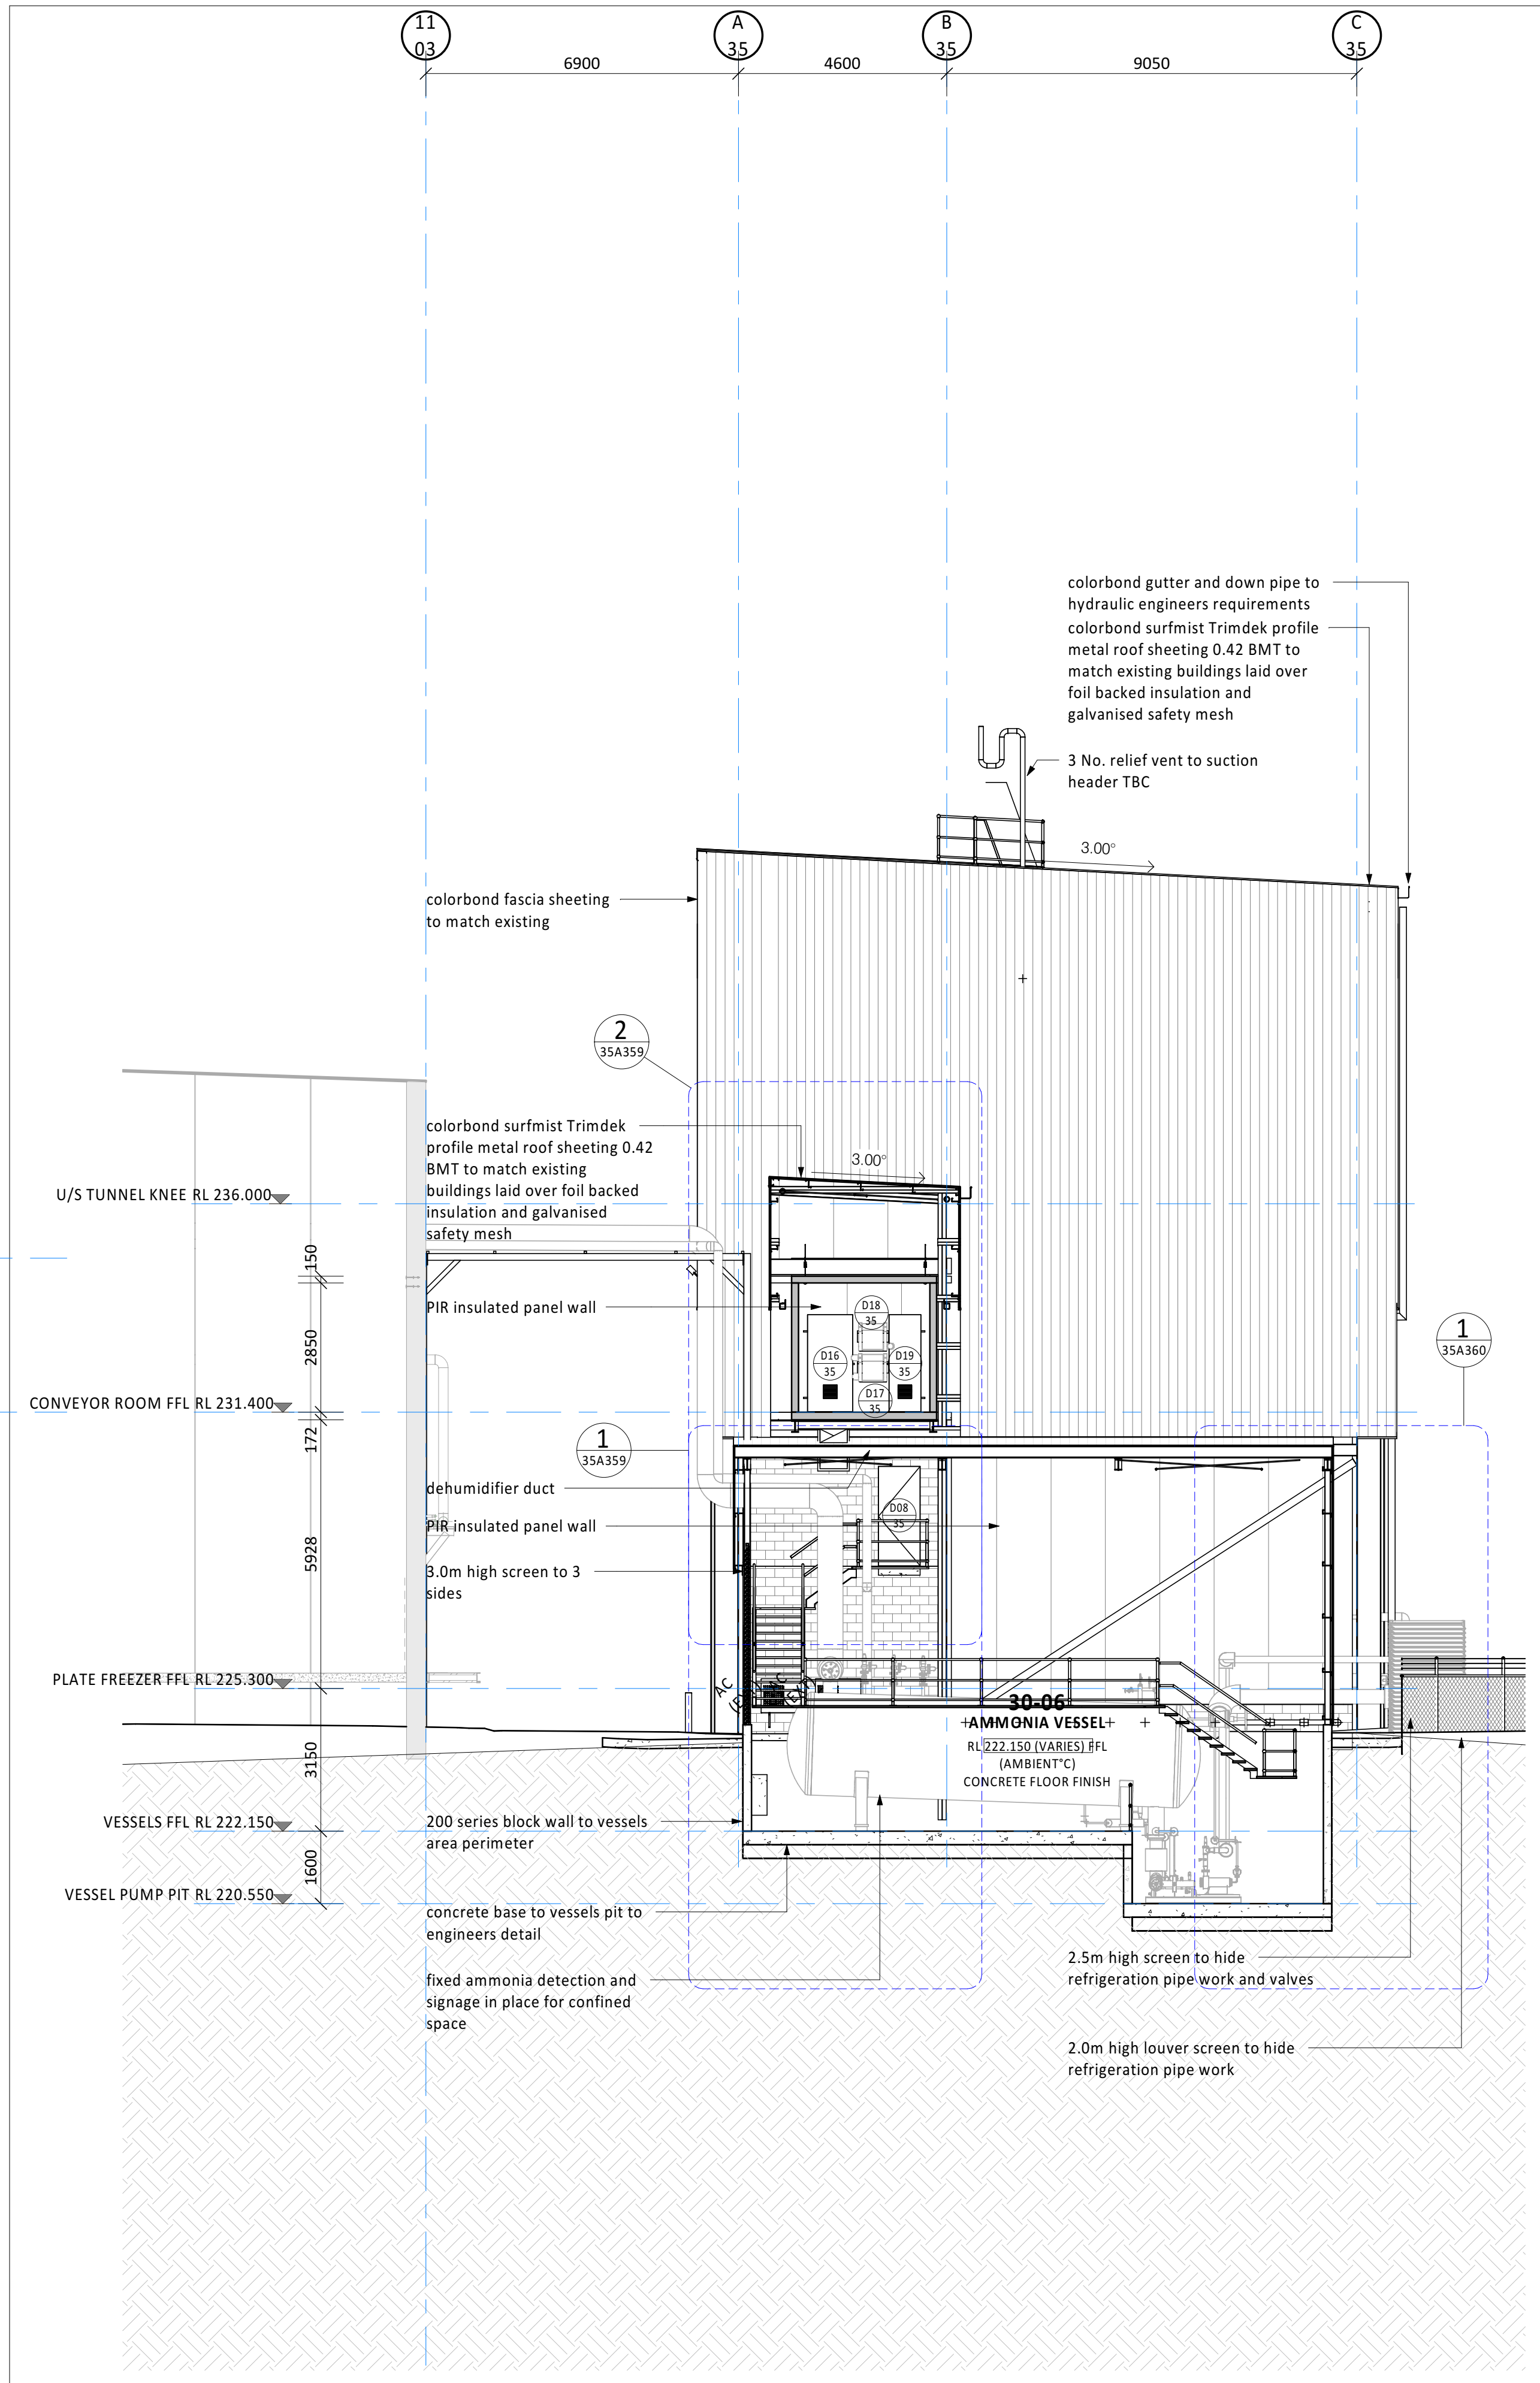 11
03
A
35
B
35
C
35
6900
4600
9050
colorbond gutter and down pipe to
hydraulic engineers requirements
colorbond surfmist Trimdek profile
metal roof sheeting 0.42 BMT to
match existing buildings laid over
foil backed insulation and
galvanised safety mesh
3 No. relief vent to suction
header TBC
3.00°
colorbond fascia sheeting
to match existing
2
35A359
colorbond surfmist Trimdek
profile metal roof sheeting 0.42
BMT to match existing
buildings laid over foil backed
insulation and galvanised
safety mesh
3.00°
U/S TUNNEL KNEE RL 236.000
150
PIR insulated panel wall
D18
35
D16
35
D19
35
D17
35
2850
1
35A360
CONVEYOR ROOM FFL RL 231.400
172
1
35A359
dehumidifier duct
D08
35
PIR insulated panel wall
5928
3.0m high screen to 3
sides
PLATE FREEZER FFL RL 225.300
AC
30-06
AMMONIA VESSEL
RL 222.150 (VARIES) FFL
(AMBIENT°C)
CONCRETE FLOOR FINISH
3150
VESSELS FFL RL 222.150
200 series block wall to vessels
area perimeter
1600
VESSEL PUMP PIT RL 220.550
concrete base to vessels pit to
engineers detail
fixed ammonia detection and
signage in place for confined
space
2.5m high screen to hide
refrigeration pipe work and valves
2.0m high louver screen to hide
refrigeration pipe work